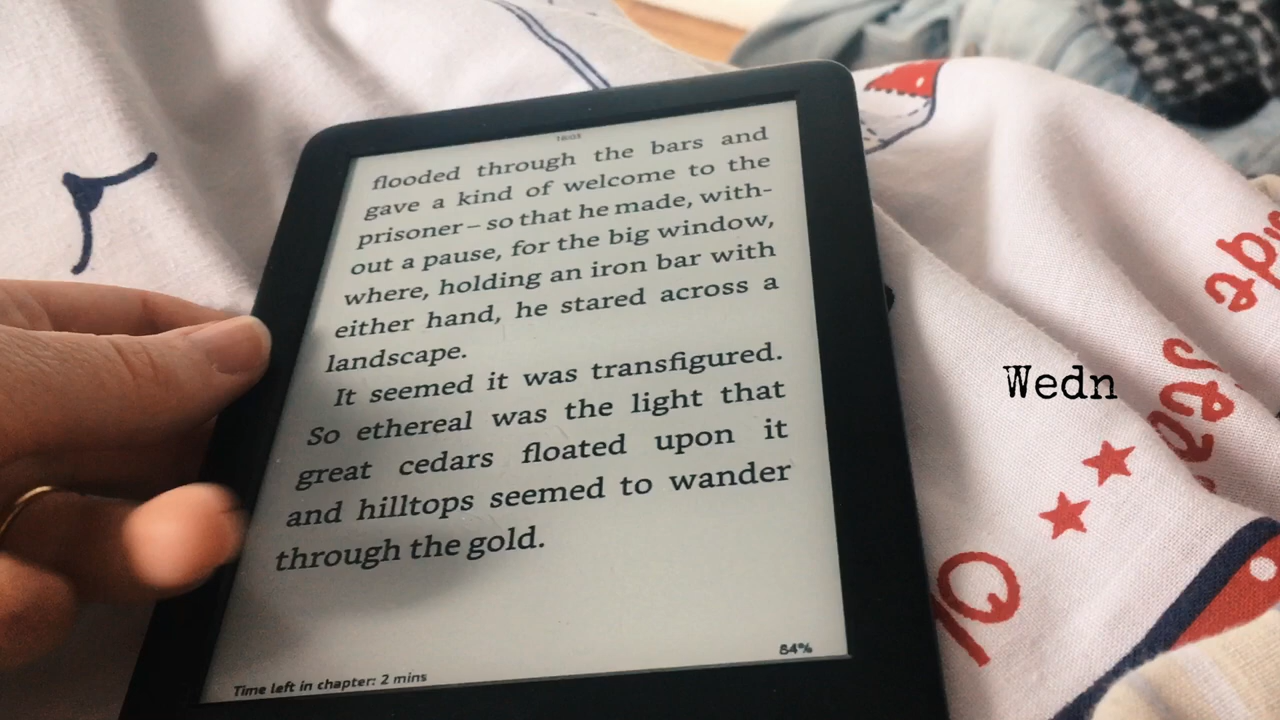 flooded through the bars and
gave a kind of welcome to the
prisoner – so that he made, with-
out a pause, for the big window,
where, holding an iron bar with
either hand, he stared across a
landscape.
It seemed it was transfigured.
So ethereal was the light that
great cedars floated upon it
and hilltops seemed to wander
through the gold.
Time left in chapter: 2 mins
84%
Wedn